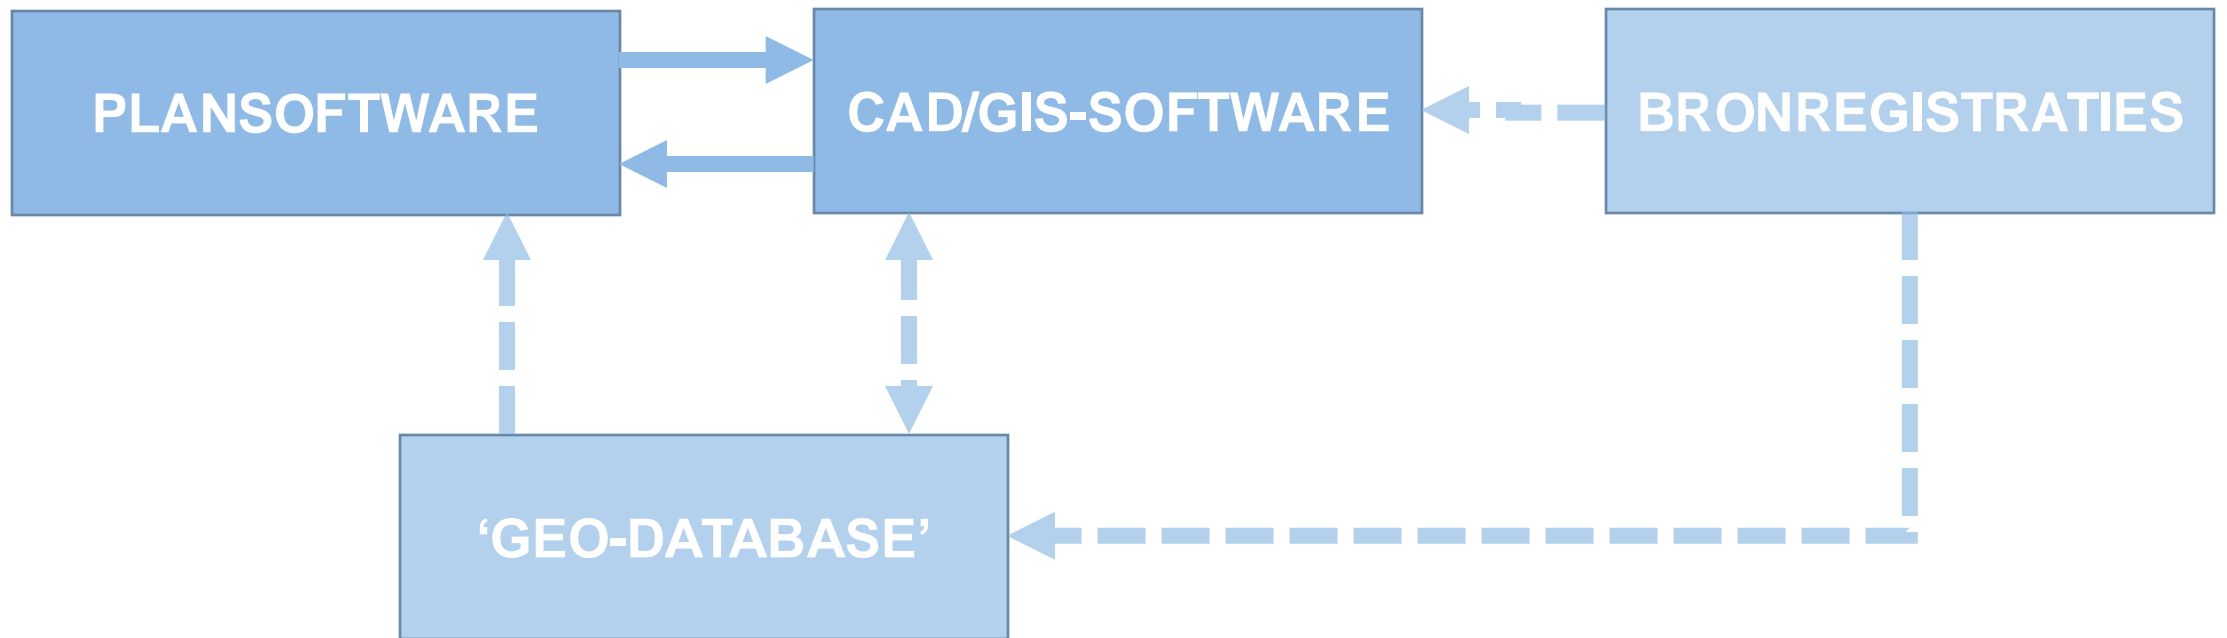 PLANSOFTWARE
CAD/GIS-SOFTWARE
BRONREGISTRATIES
‘GEO-DATABASE’